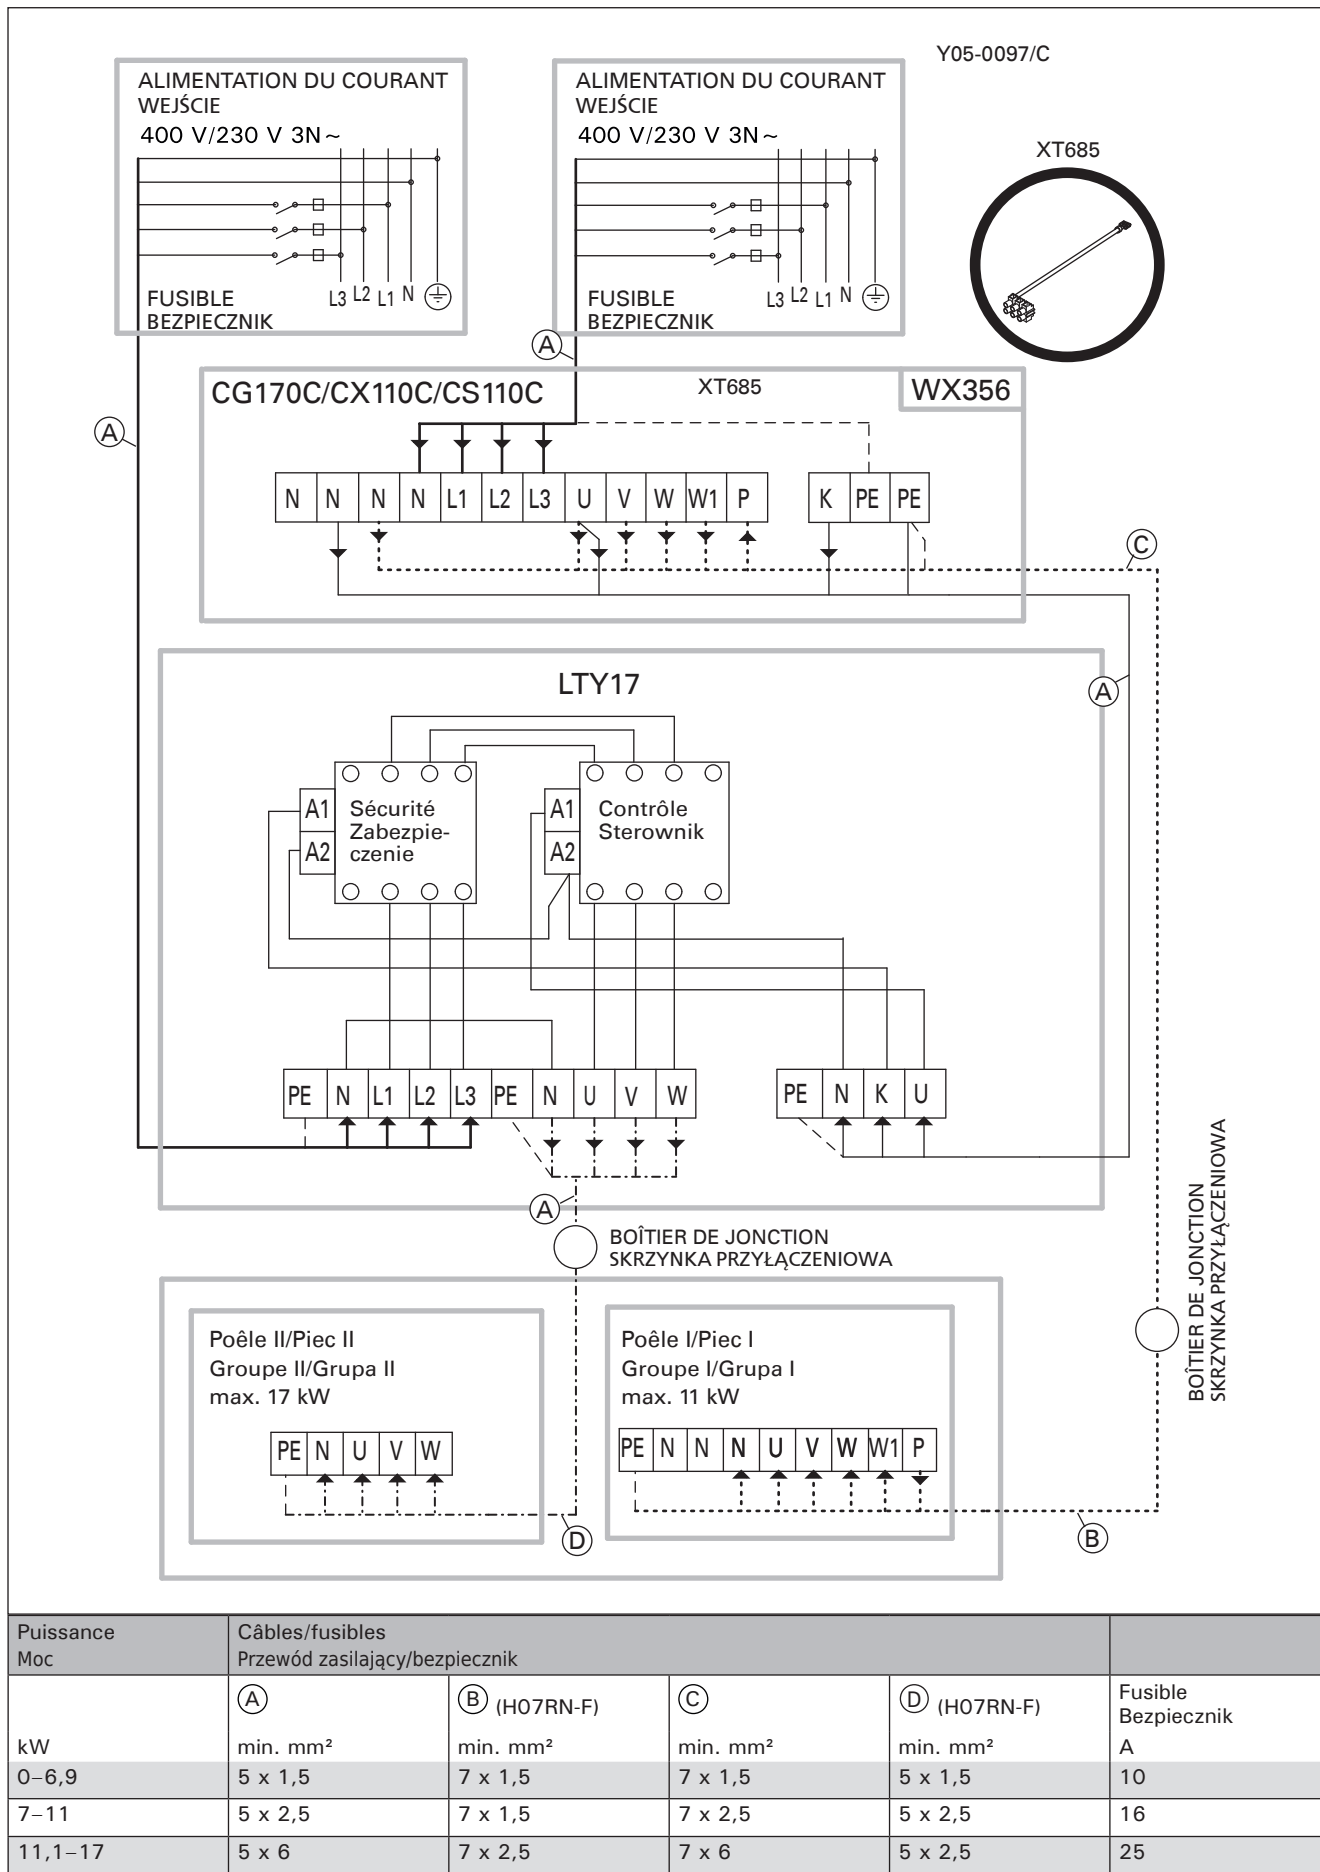 Y05-0097/C
ALIMENTATION DU COURANT
WEJŚCIE
400 V/230 V 3N~
L3 L2 L1 N
FUSIBLE
BEZPIECZNIK
ALIMENTATION DU COURANT
WEJŚCIE
400 V/230 V 3N~
L3 L2 L1 N
FUSIBLE
BEZPIECZNIK
XT685
A
A
CG170C/CX110C/CS110C
XT685
WX356
N N N N L1 L2 L3 U V W W1 P
K PE PE
C
LTY17
A
A1
A2
Sécurité
Zabezpie-
czenie
A1
A2
Contrôle
Sterownik
PE N L1 L2 L3 PE N U V W
PE N K U
A
BOÎTIER DE JONCTION
SKRZYNKA PRZYŁĄCZENIOWA
BOÎTIER DE JONCTION
SKRZYNKA PRZYŁĄCZENIOWA
Poêle II/Piec II
Groupe II/Grupa II
max. 17 kW
PE N U V W
D
Poêle I/Piec I
Groupe I/Grupa I
max. 11 kW
PE N N N U V W W1 P
B
Puissance
Moc
Câbles/fusibles
Przewód zasilający/bezpiecznik
A B (H07RN-F) C D (H07RN-F) Fusible
Bezpiecznik
kW min. mm² min. mm² min. mm² min. mm² A
0–6,9 5 x 1,5 7 x 1,5 7 x 1,5 5 x 1,5 10
7–11 5 x 2,5 7 x 1,5 7 x 2,5 5 x 2,5 16
11,1–17 5 x 6 7 x 2,5 7 x 6 5 x 2,5 25